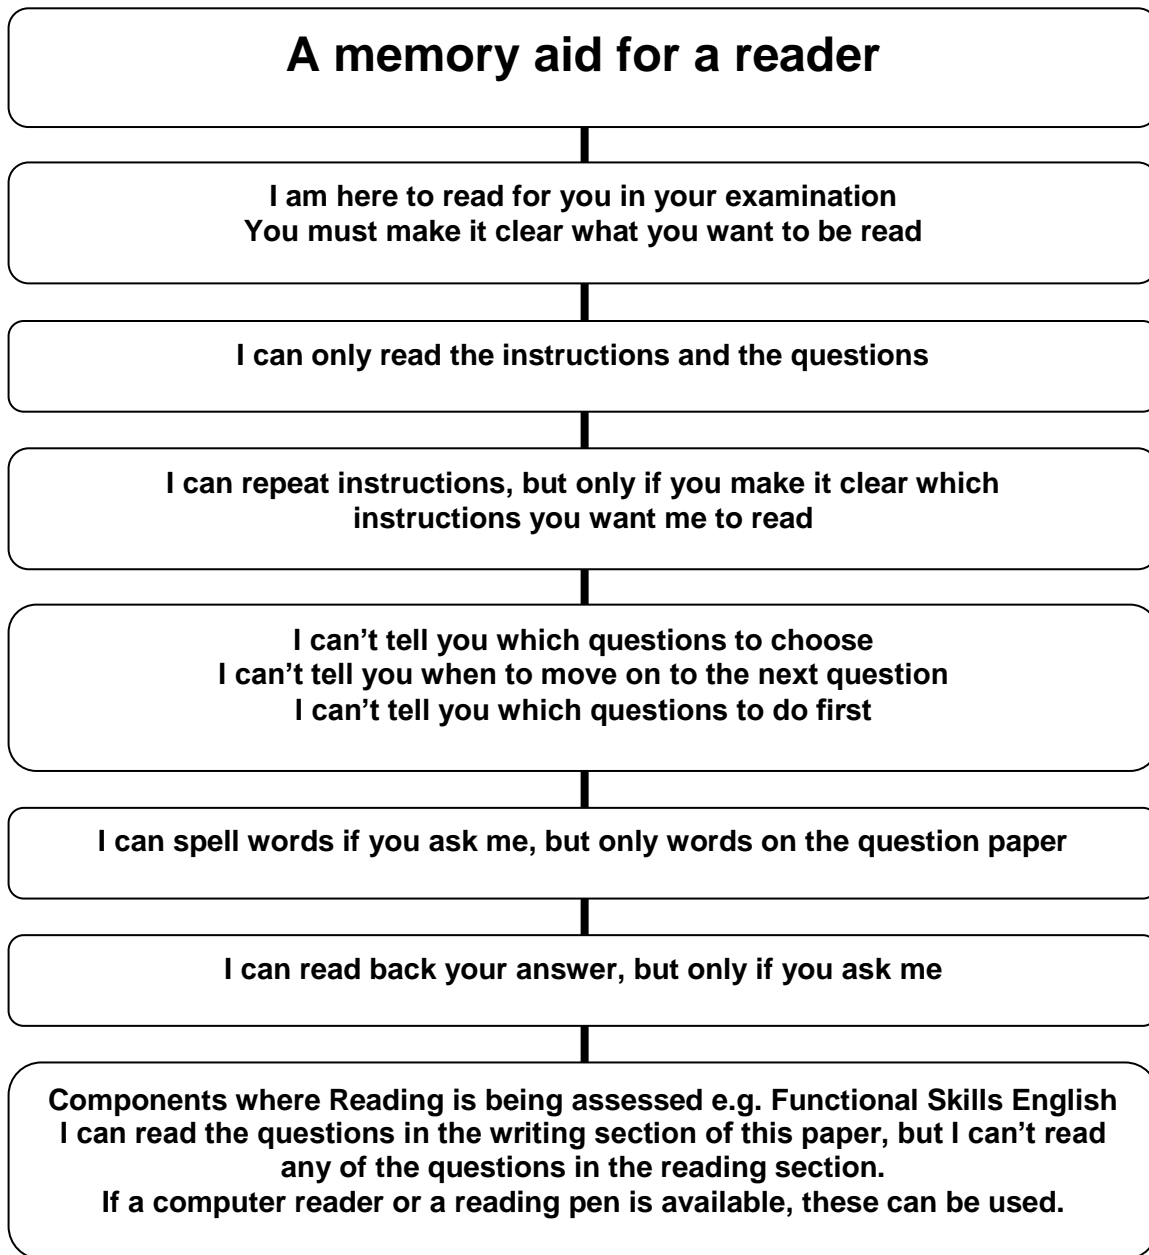 A memory aid for a reader
I am here to read for you in your examination
You must make it clear what you want to be read
I can only read the instructions and the questions
I can repeat instructions, but only if you make it clear which
instructions you want me to read
I can’t tell you which questions to choose
I can’t tell you when to move on to the next question
I can’t tell you which questions to do first
I can spell words if you ask me, but only words on the question paper
I can read back your answer, but only if you ask me
Components where Reading is being assessed e.g. Functional Skills English
I can read the questions in the writing section of this paper, but I can’t read
any of the questions in the reading section.
If a computer reader or a reading pen is available, these can be used.